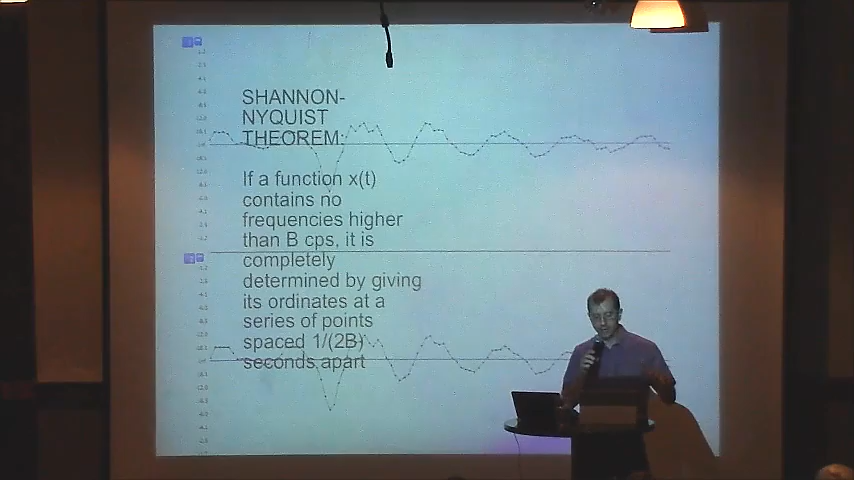 SHANNON-
NYQUIST
THEOREM:
If a function x(t)
contains no
frequencies higher
than B cps, it is
completely
determined by giving
its ordinates at a
series of points
spaced 1/(2B)
seconds apart